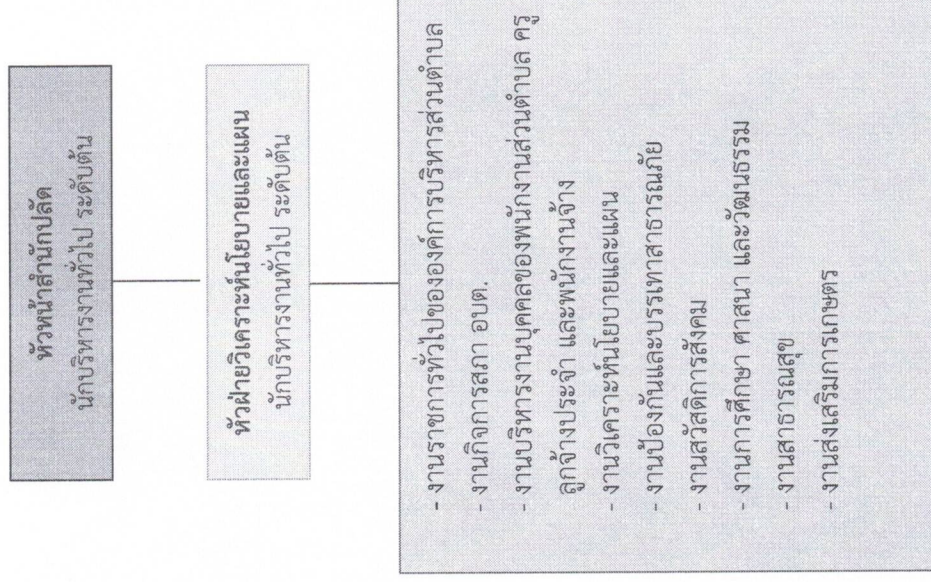 หัวหน้าสำนักปลัด
นักบริหารงานทั่วไป ระดับต้น
หัวฝ่ายวิเคราะห์นโยบายและแผน
นักบริหารงานทั่วไป ระดับต้น
- งานราชการทั่วไปขององค์การบริหารส่วนตำบล
- งานกิจการสภา อบต.
- งานบริหารงานบุคคลของพนักงานส่วนตำบล ครู
ลูกจ้างประจำ และพนักงานจ้าง
- งานวิเคราะห์นโยบายและแผน
- งานป้องกันและบรรเทาสาธารณภัย
- งานสวัสดิการสังคม
- งานการศึกษา ศาสนา และวัฒนธรรม
- งานสาธารณสุข
- งานส่งเสริมการเกษตร